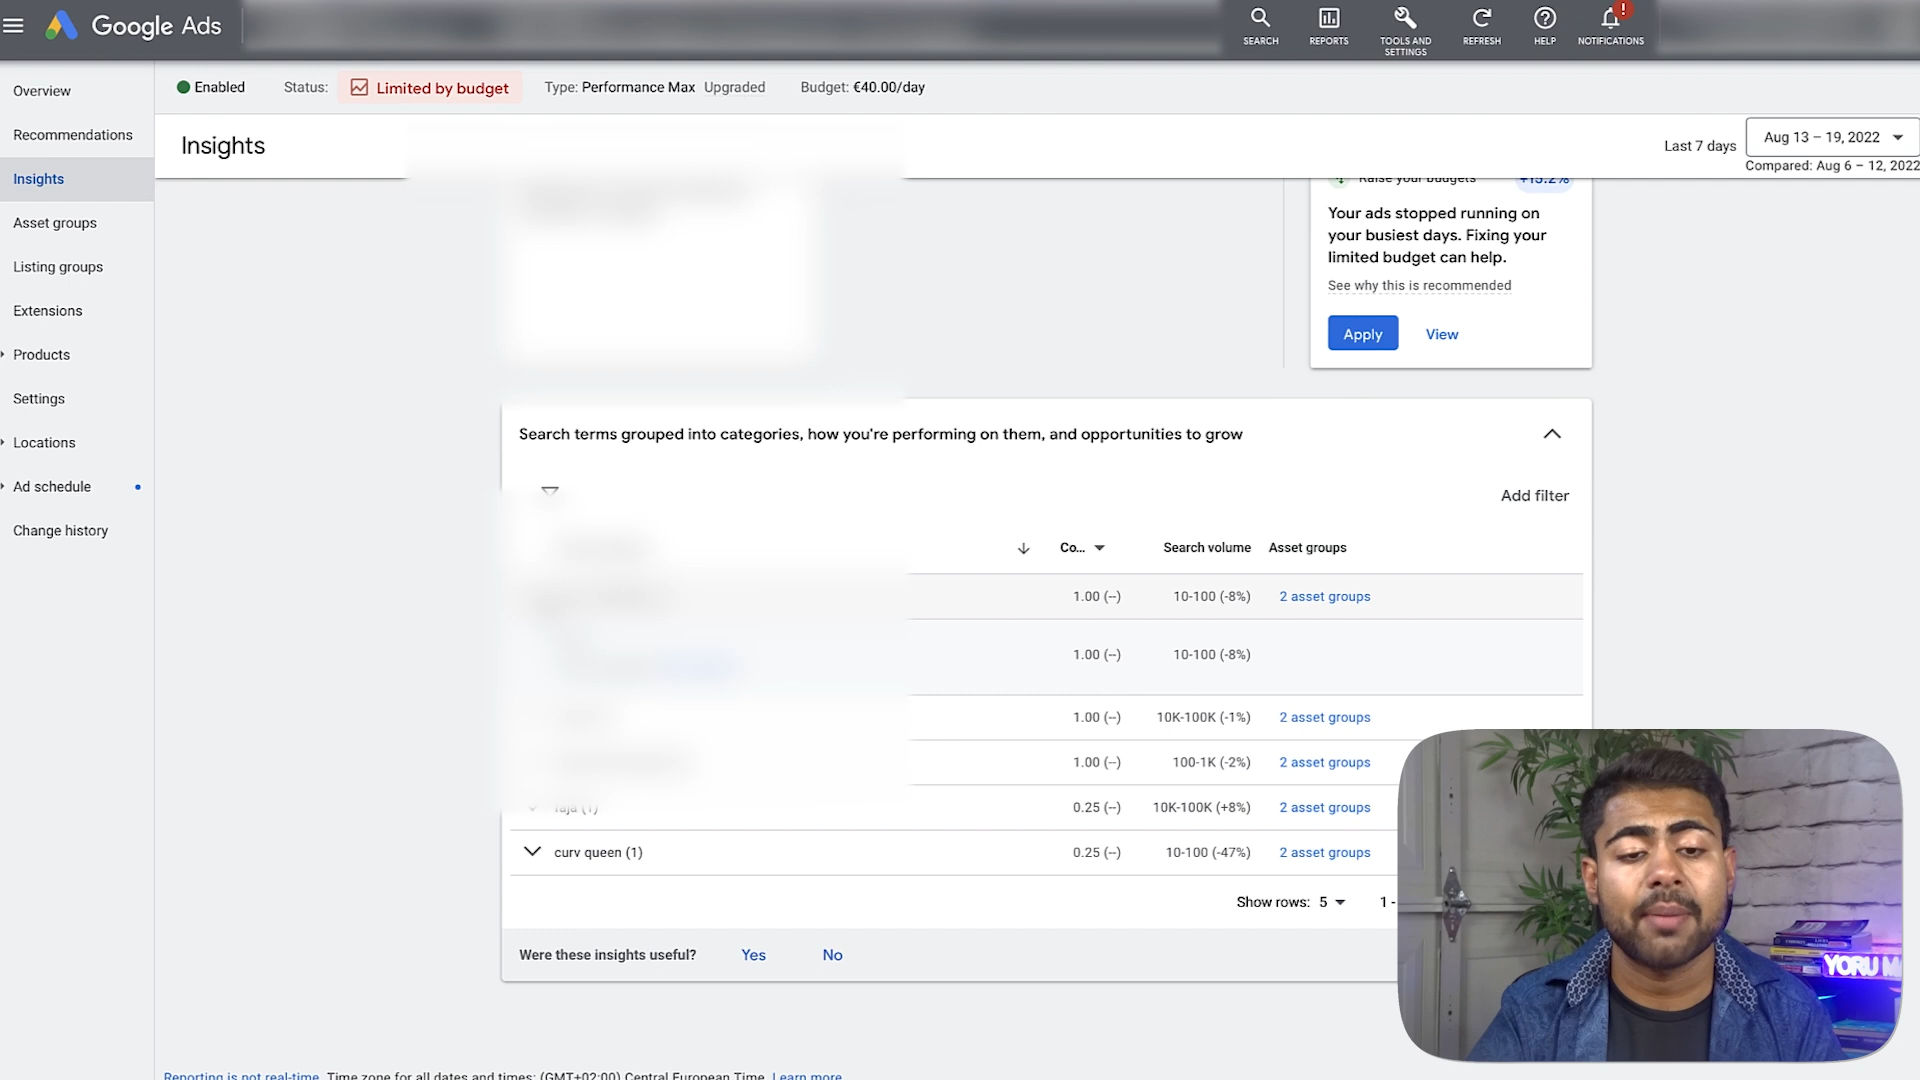 Google Ads
SEARCH
REPORTS
TOOLS AND
SETTINGS
REFRESH
HELP
!
NOTIFICATIONS
Overview
Recommendations
Insights
Asset groups
Listing groups
Extensions
Products
Settings
Locations
Ad schedule
Change history
Enabled
Status: Limited by budget
Type: Performance Max Upgraded
Budget: €40.00/day
Insights
Last 7 days
Aug 13 – 19, 2022
Compared: Aug 6 – 12, 2022
Raise your budgets +15.2%
Your ads stopped running on
your busiest days. Fixing your
limited budget can help.
See why this is recommended
Apply View
Search terms grouped into categories, how you're performing on them, and opportunities to grow
Add filter
Co... Search volume Asset groups
1.00 (--) 10-100 (-8%) 2 asset groups
1.00 (--) 10-100 (-8%)
1.00 (--) 10K-100K (-1%) 2 asset groups
1.00 (--) 100-1K (-2%) 2 asset groups
raja (1) 0.25 (--) 10K-100K (+8%) 2 asset groups
curv queen (1) 0.25 (--) 10-100 (-47%) 2 asset groups
Show rows: 5 1 -
Were these insights useful? Yes No
YORU M
Reporting is not real-time. Time zone for all dates and times: (GMT+02:00) Central European Time. Learn more